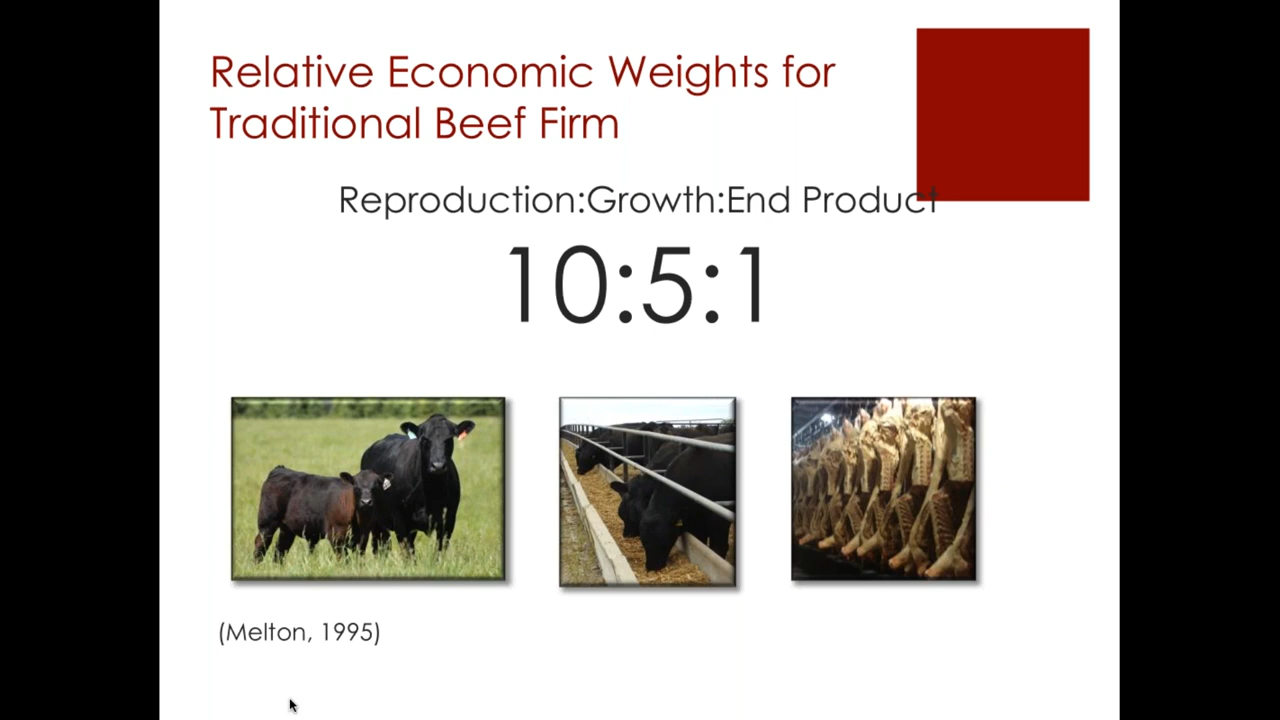 Relative Economic Weights for
Traditional Beef Firm
Reproduction:Growth:End Product
10:5:1
(Melton, 1995)